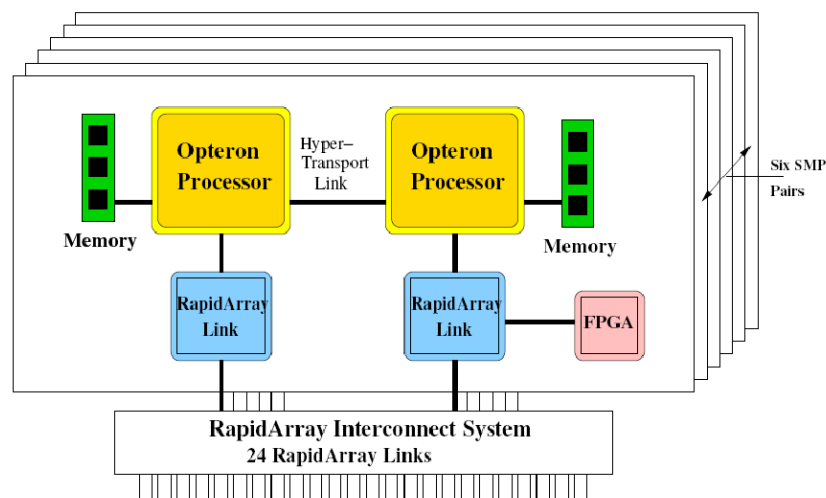 Opteron
Processor
Hyper–
Transport
Link
Opteron
Processor
Six SMP
Pairs
Memory
Memory
RapidArray
Link
RapidArray
Link
FPGA
RapidArray Interconnect System
24 RapidArray Links